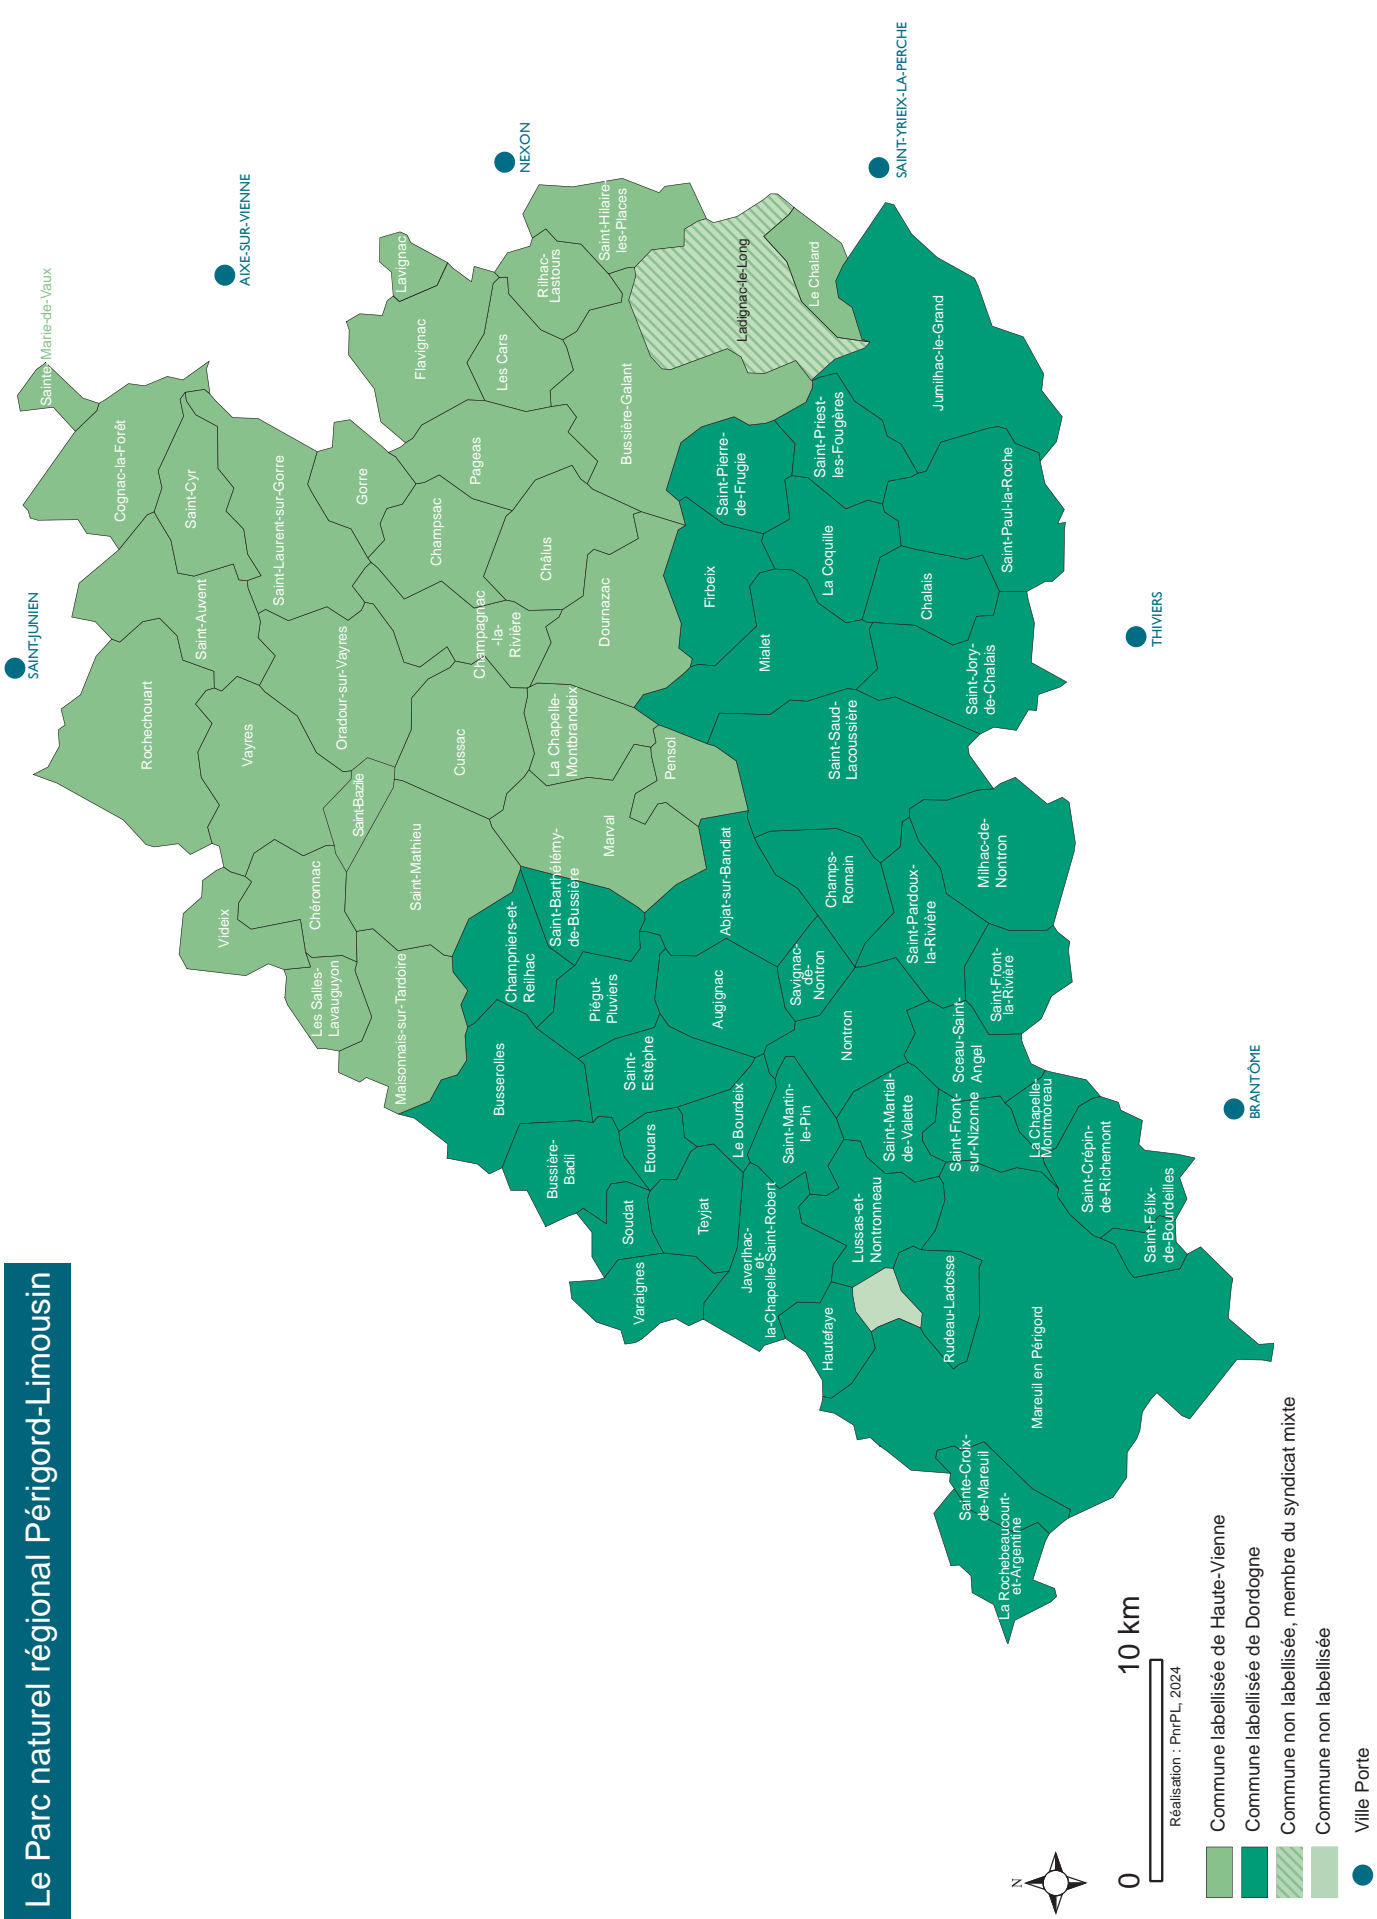 Le Parc naturel régional Périgord-Limousin
SAINT-JUNIEN
AIXE-SUR-VIENNE
NEXON
SAINT-YRIEIX-LA-PERCHE
THIVIERS
BRANTÔME
Sainte-Marie-de-Vaux
Cognac-la-Forêt
Saint-Cyr
Saint-Laurent-sur-Gorre
Gorre
Saint-Auvent
Rochechouart
Vayres
Oradour-sur-Vayres
Videix
Chéronnac
Saint-Bazile
Les Salles-
Lavauguyon
Saint-Mathieu
Maisonnais-sur-Tardoire
Cussac
Champagnac
-la-
Rivière
Champsac
Pageas
Flavignac
Lavignac
Les Cars
Rilhac-
Lastours
Saint-Hilaire-
les-Places
Bussière-Galant
Châlus
Dournazac
La Chapelle-
Montbrandeix
Pensol
Marval
Ladignac-le-Long
Le Chalard
Jumilhac-le-Grand
Saint-Priest-
les-Fougères
Saint-Pierre-
de-Frugie
Firbeix
La Coquille
Saint-Paul-la-Roche
Chalais
Mialet
Saint-Jory-
de-Chalais
Saint-Saud-
Lacoussière
Milhac-de-
Nontron
Champs-
Romain
Abjat-sur-Bandiat
Saint-Pardoux-
la-Rivière
Saint-Front-
la-Rivière
Saint-Barthélémy-
de-Bussière
Champniers-et-
Reilhac
Piégut-
Pluviers
Augignac
Savignac-
de-
Nontron
Nontron
Sceau-Saint-
Angel
Busserolles
Saint-
Estèphe
Le Bourdeix
Saint-Martin-
le-Pin
Saint-Martial-
de-Valette
Saint-Front-
sur-Nizonne
La Chapelle-
Montmoreau
Saint-Crépin-
de-Richemont
Saint-Félix-
de-Bourdeilles
Bussière-
Badil
Etouars
Soudat
Teyjat
Varaignes
Javerlhac-
et-
la-Chapelle-Saint-Robert
Lussas-et-
Nontronneau
Hautefaye
Rudeau-Ladosse
Mareuil en Périgord
Sainte-Croix-
de-Mareuil
La Rochebeaucourt-
et-Argentine
N
0
10 km
Réalisation : PnrPL, 2024
Commune labellisée de Haute-Vienne
Commune labellisée de Dordogne
Commune non labellisée, membre du syndicat mixte
Commune non labellisée
Ville Porte